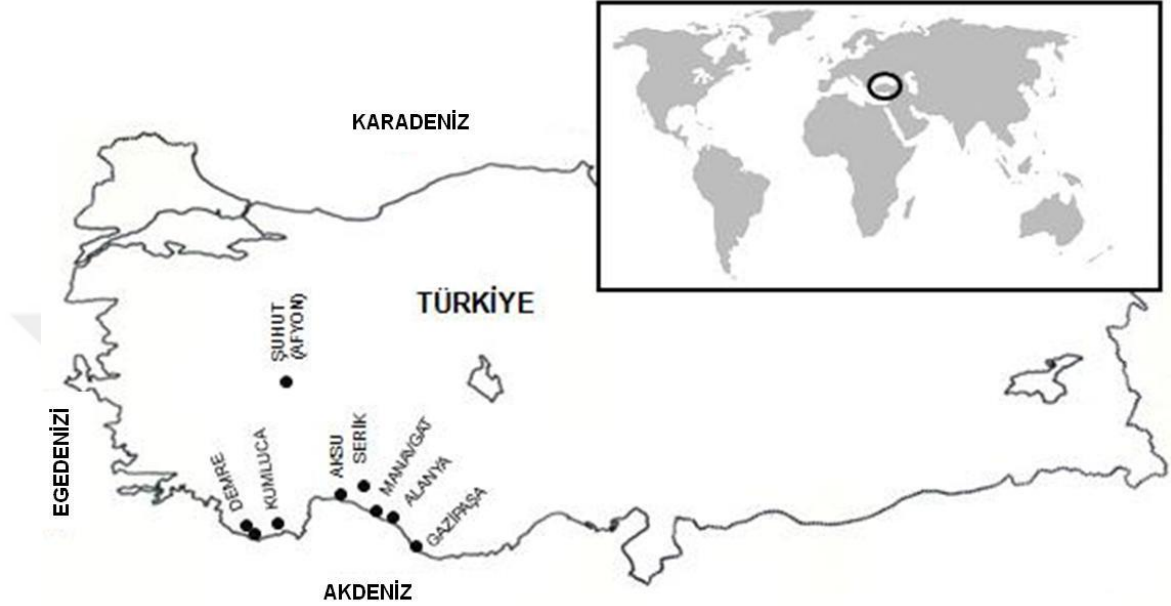 KARADENİZ
TÜRKİYE
ŞUHUT
(AFYON)
EGEDENİZİ
DEMRE
KUMLUCA
AKSU
SERİK
MANAVGAT
ALANYA
GAZİPAŞA
AKDENİZ